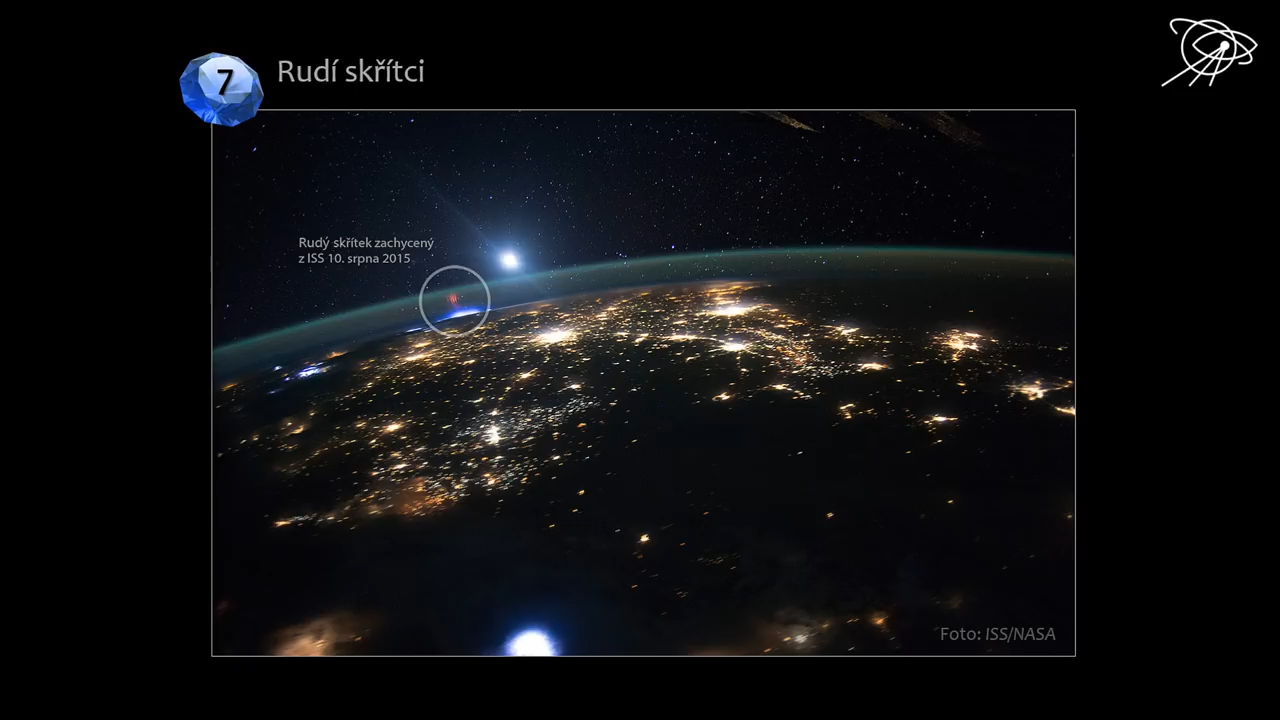 7
Rudí skřítci
Rudý skřítek zachycený
z ISS 10. srpna 2015
Foto: ISS/NASA